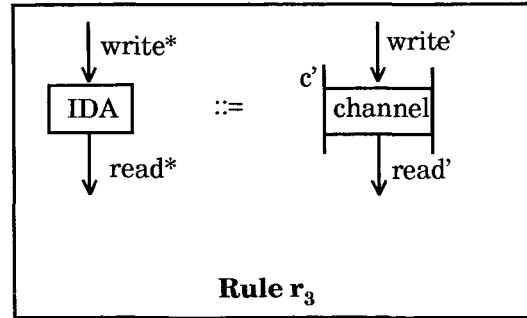 write* write'
c'
IDA ::= channel
read* read'
Rule r₃